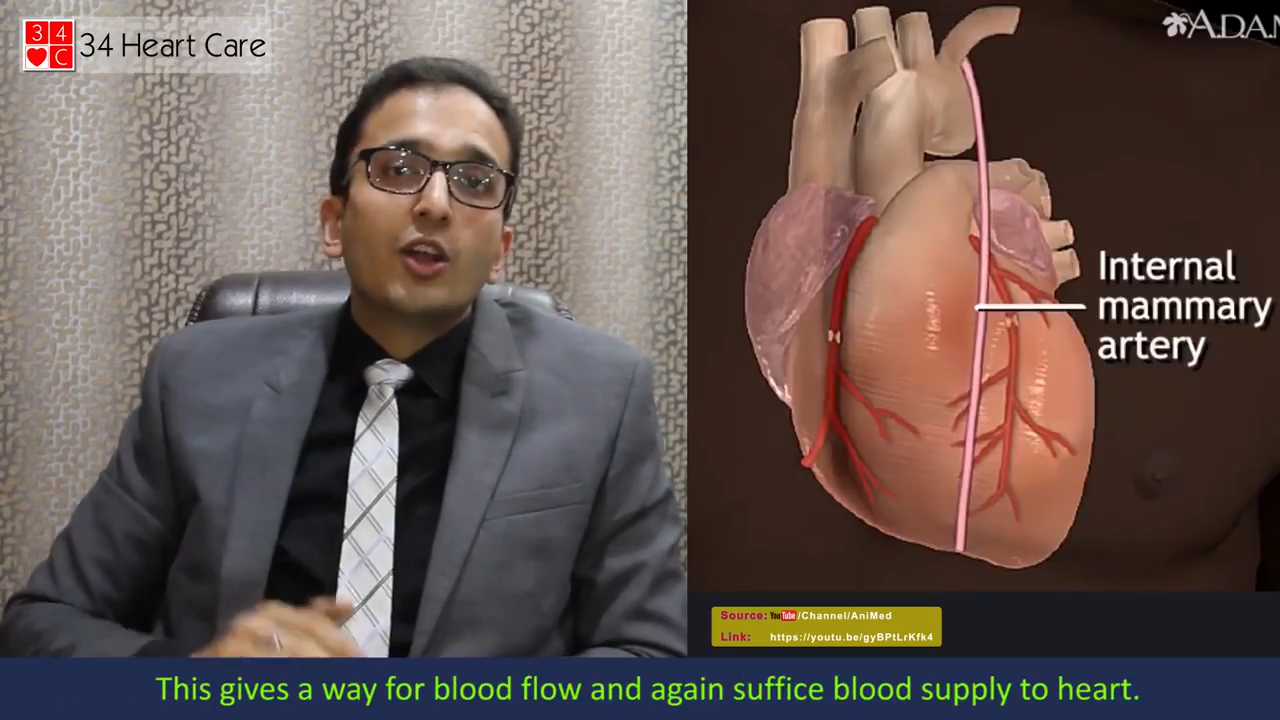 34
C
34 Heart Care
A.D.A.M
Internal
mammary
artery
Source: YouTube/Channel/AniMed
Link: https://youtu.be/gyBPtLrKfk4
This gives a way for blood flow and again suffice blood supply to heart.